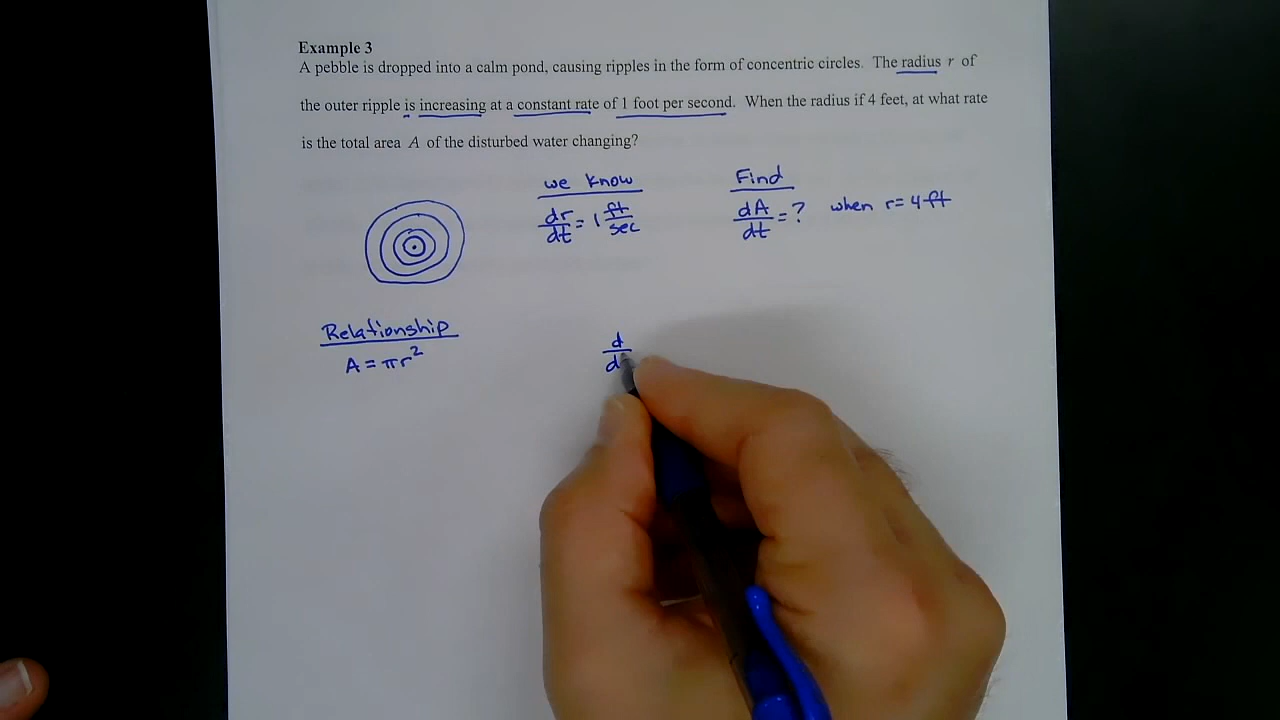 Example 3
A pebble is dropped into a calm pond, causing ripples in the form of concentric circles. The radius r of
the outer ripple is increasing at a constant rate of 1 foot per second. When the radius if 4 feet, at what rate
is the total area A of the disturbed water changing?
we know
dr/dt = 1 ft/sec
Find
dA/dt = ? when r = 4 ft
Relationship
A = πr²
d/d